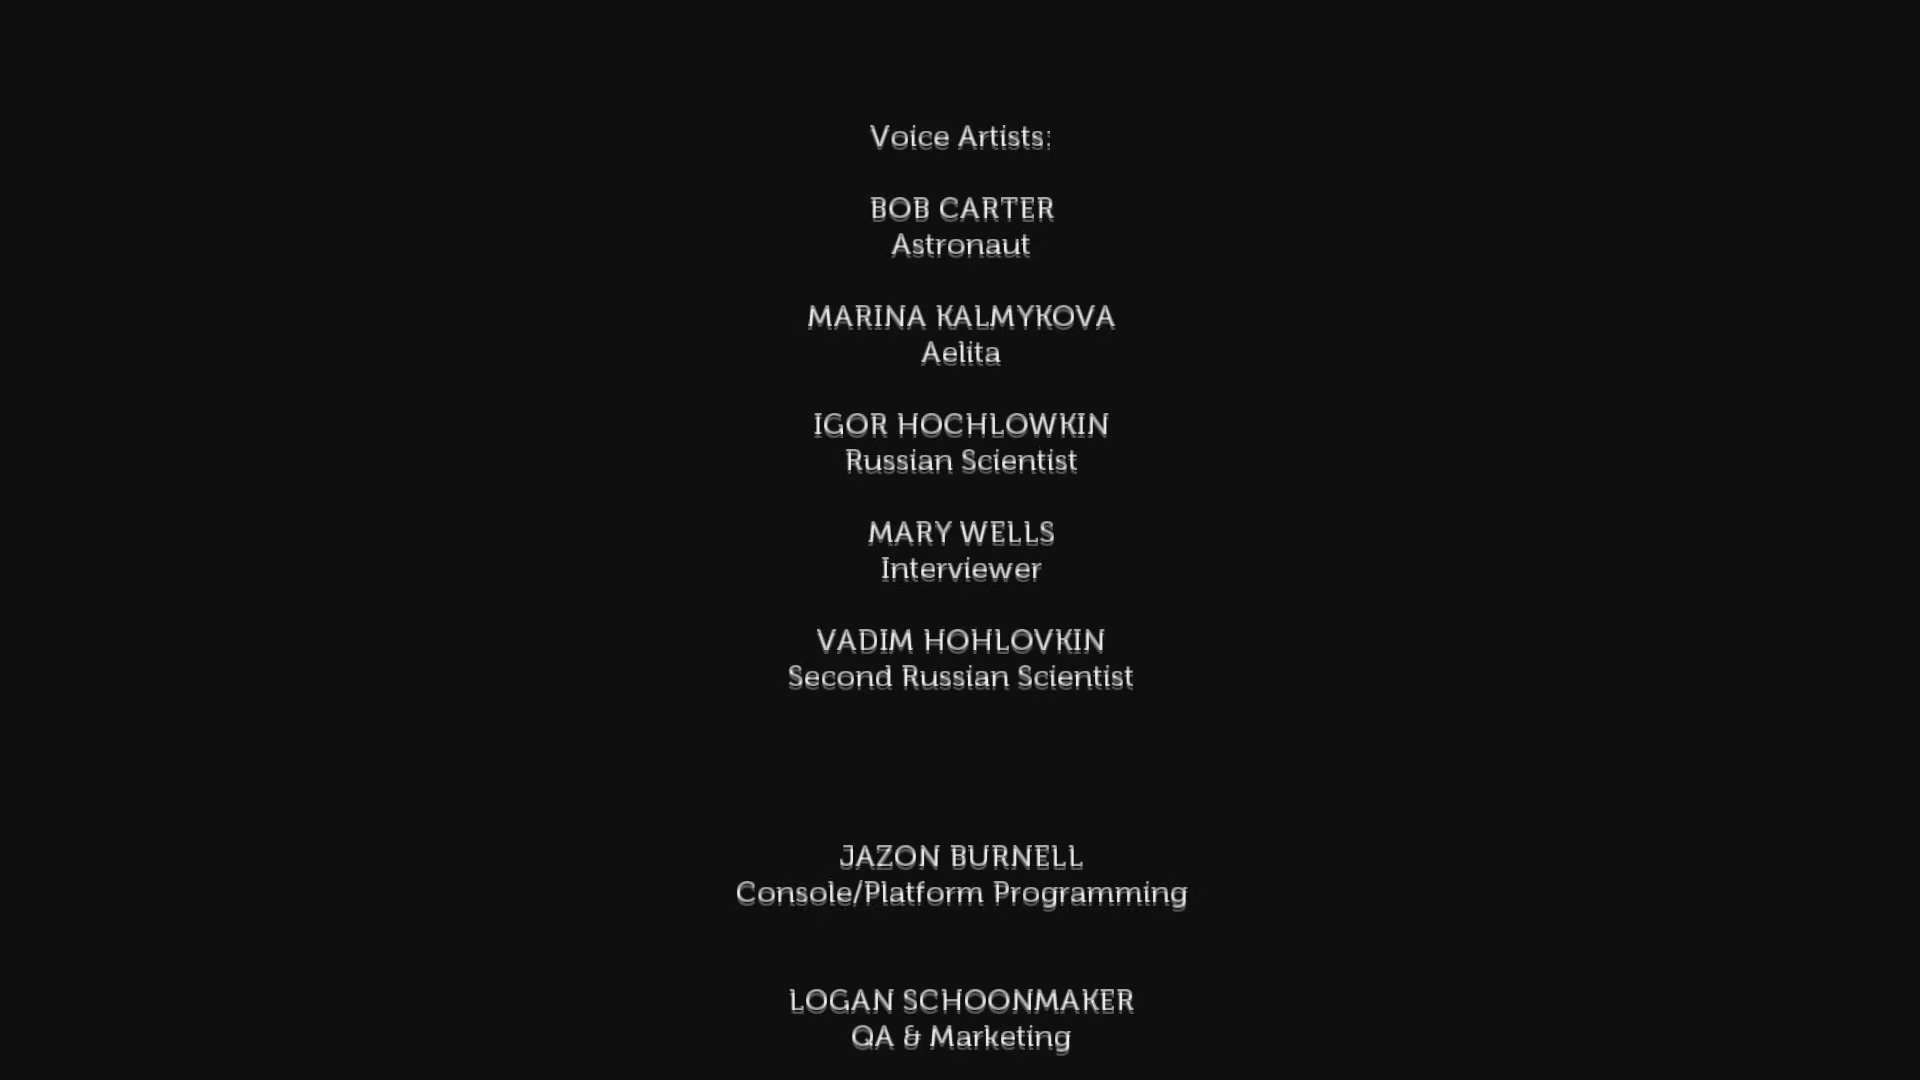 Voice Artists:
BOB CARTER
Astronaut
MARINA KALMYKOVA
Aelita
IGOR HOCHLOWKIN
Russian Scientist
MARY WELLS
Interviewer
VADIM HOHLOVKIN
Second Russian Scientist
JAZON BURNELL
Console/Platform Programming
LOGAN SCHOONMAKER
QA & Marketing